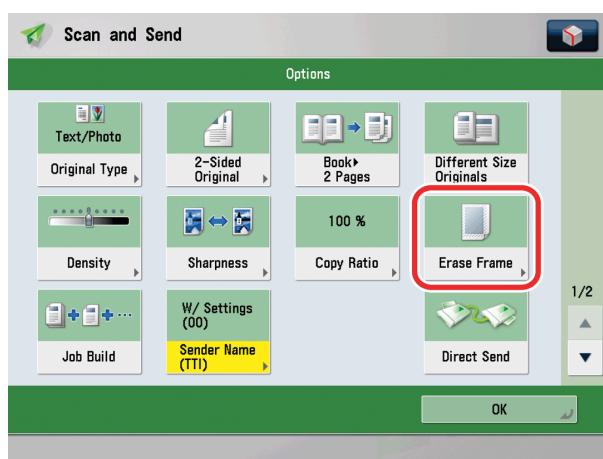 Scan and Send
Options
Text/Photo
Original Type
2-Sided
Original
Book▸
2 Pages
Different Size
Originals
Density
Sharpness
100 %
Copy Ratio
Erase Frame
Job Build
W/ Settings
(00)
Sender Name
(TTI)
Direct Send
1/2
OK